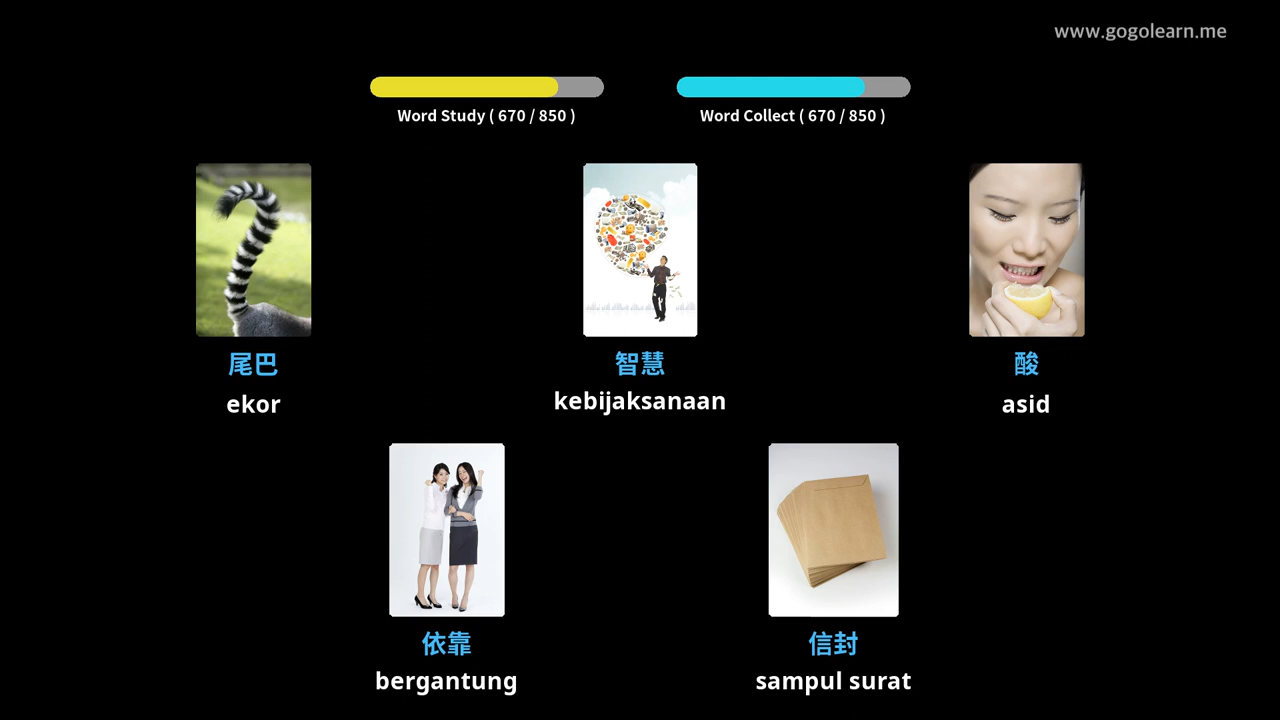 www.gogolearn.me
Word Study ( 670 / 850 )
Word Collect ( 670 / 850 )
尾巴
ekor
智慧
kebijaksanaan
酸
asid
依靠
bergantung
信封
sampul surat